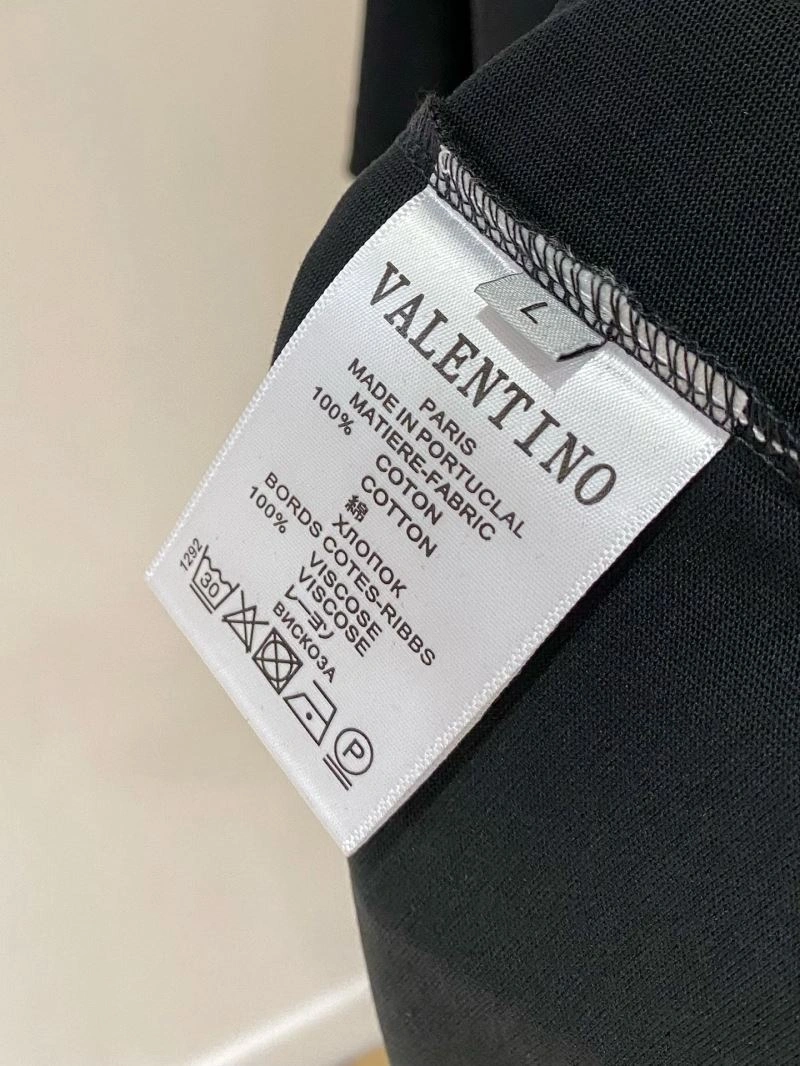 L
VALENTINO
PARIS
MADE IN PORTUCLAL
MATIERE-FABRIC
100% COTON
COTTON
綿
ХЛОПОК
BORDS COTES-RIBBS
100% VISCOSE
VISCOSE
レーヨン
ВИСКОЗА
1292
30
P